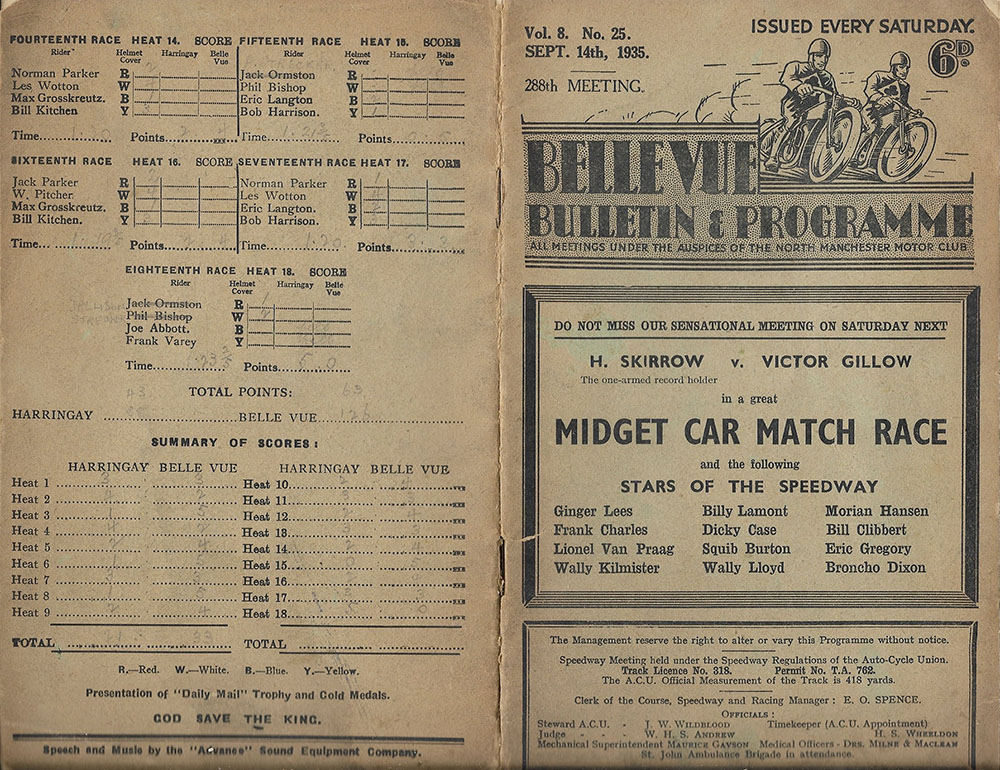 FOURTEENTH RACE HEAT 14. SCORE
Rider Helmet Cover Harringay Belle Vue
Norman Parker R
Les Wotton W
Max Grosskreutz. B
Bill Kitchen Y
Time Points
FIFTEENTH RACE HEAT 15. SCORE
Rider Helmet Cover Harringay Belle Vue
Jack Ormston R
Phil Bishop W
Eric Langton B
Bob Harrison. Y
Time Points
SIXTEENTH RACE HEAT 16. SCORE
Jack Parker R
W. Pitcher W
Max Grosskreutz. B
Bill Kitchen. Y
Time Points
SEVENTEENTH RACE HEAT 17. SCORE
Norman Parker R
Les Wotton W
Eric Langton. B
Bob Harrison. Y
Time 1.20 Points
EIGHTEENTH RACE HEAT 18. SCORE
Rider Helmet Cover Harringay Belle Vue
Jack Ormston R
Phil Bishop W
Joe Abbott. B
Frank Varey Y
Time Points 5 0
TOTAL POINTS:
43 63
HARRINGAY BELLE VUE
SUMMARY OF SCORES :
HARRINGAY BELLE VUE HARRINGAY BELLE VUE
Heat 1 Heat 10
Heat 2 Heat 11
Heat 3 Heat 12
Heat 4 Heat 13
Heat 5 Heat 14
Heat 6 Heat 15
Heat 7 Heat 16
Heat 8 Heat 17
Heat 9 Heat 18
TOTAL TOTAL
R.—Red. W.—White. B.—Blue. Y.—Yellow.
Presentation of "Daily Mail" Trophy and Gold Medals.
GOD SAVE THE KING.
Speech and Music by the "Advance" Sound Equipment Company.
Vol. 8. No. 25.
SEPT. 14th, 1935.
288th MEETING.
ISSUED EVERY SATURDAY.
6D.
BELLE VUE
BULLETIN & PROGRAMME
ALL MEETINGS UNDER THE AUSPICES OF THE NORTH MANCHESTER MOTOR CLUB
DO NOT MISS OUR SENSATIONAL MEETING ON SATURDAY NEXT
H. SKIRROW v. VICTOR GILLOW
The one-armed record holder
in a great
MIDGET CAR MATCH RACE
and the following
STARS OF THE SPEEDWAY
Ginger Lees Billy Lamont Morian Hansen
Frank Charles Dicky Case Bill Clibbert
Lionel Van Praag Squib Burton Eric Gregory
Wally Kilmister Wally Lloyd Broncho Dixon
The Management reserve the right to alter or vary this Programme without notice.
Speedway Meeting held under the Speedway Regulations of the Auto-Cycle Union.
Track Licence No. 318. Permit No. T.A. 762.
The A.C.U. Official Measurement of the Track is 418 yards.
Clerk of the Course, Speedway and Racing Manager : E. O. SPENCE.
OFFICIALS :
Steward A.C.U. - J. W. WILDBLOOD Timekeeper (A.C.U. Appointment)
Judge - - - W. H. S. ANDREW H. S. WHEELDON
Mechanical Superintendent MAURICE GAVSON Medical Officers - DRS. MILNE & MACLEAN
St. John Ambulance Brigade in attendance.